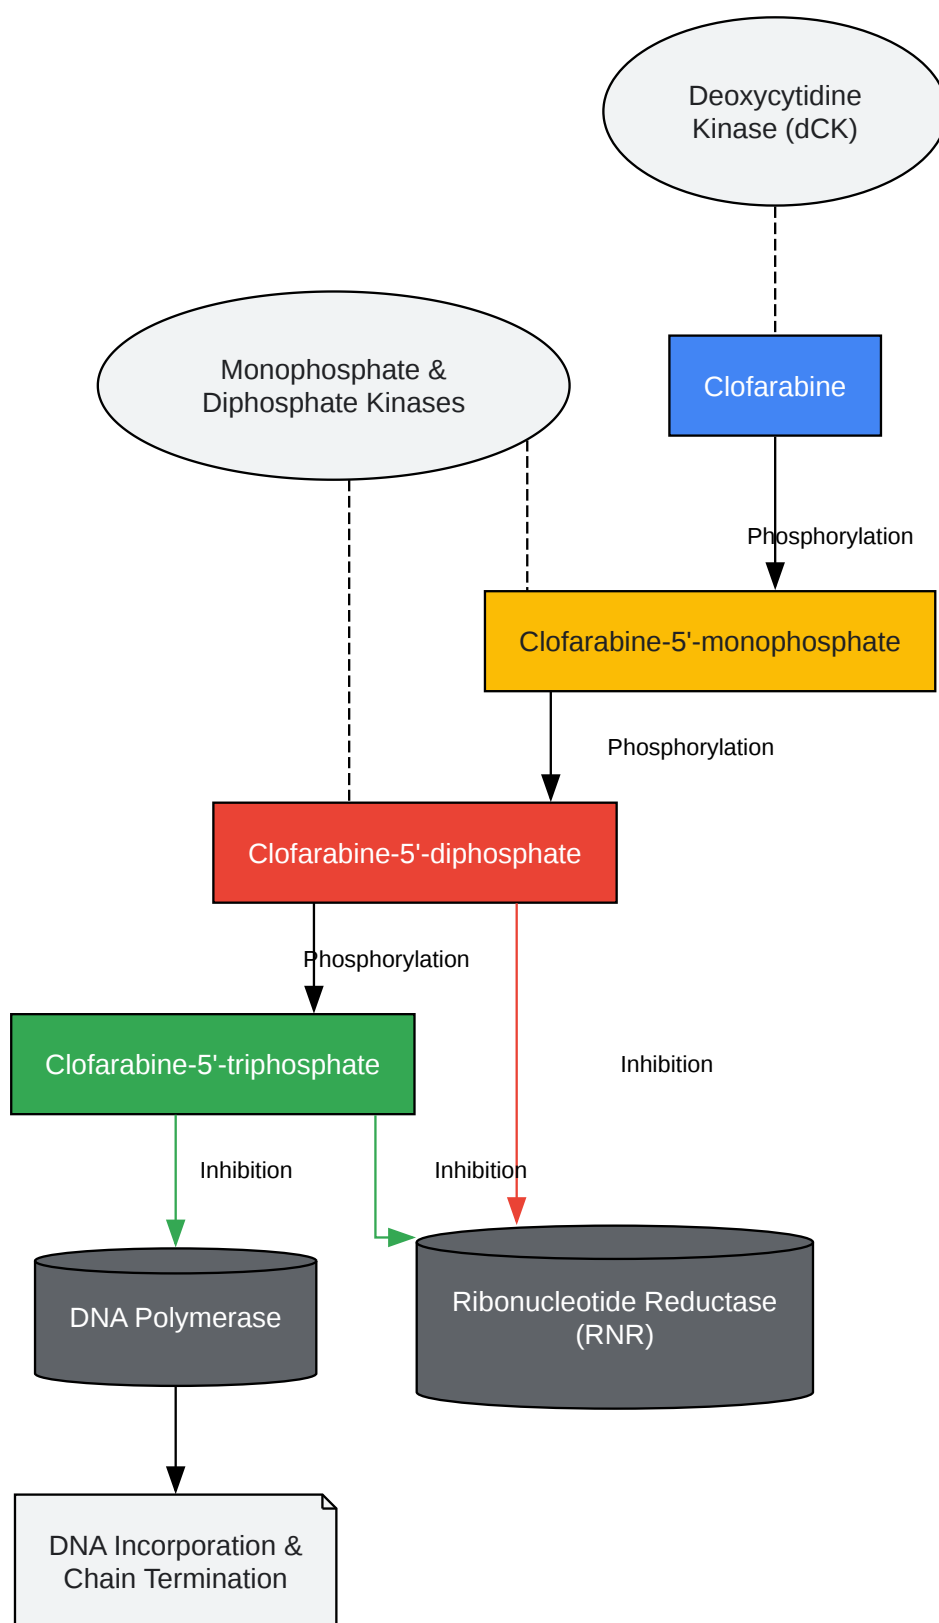 Deoxycytidine
Kinase (dCK)
Monophosphate &
Diphosphate Kinases
Clofarabine
Phosphorylation
Clofarabine-5'-monophosphate
Phosphorylation
Clofarabine-5'-diphosphate
Phosphorylation
Clofarabine-5'-triphosphate
Inhibition
Inhibition
Inhibition
DNA Polymerase
Ribonucleotide Reductase
(RNR)
DNA Incorporation &
Chain Termination